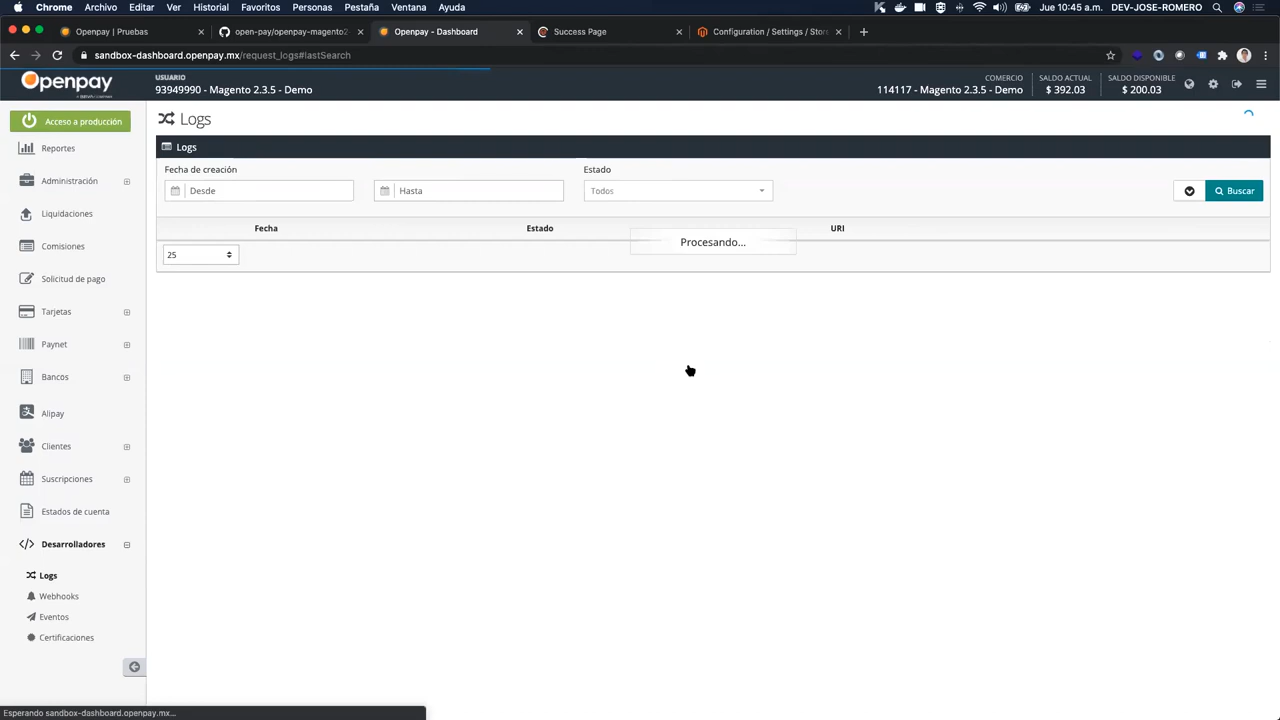 Chrome Archivo Editar Ver Historial Favoritos Personas Pestaña Ventana Ayuda Jue 10:45 a.m. DEV-JOSE-ROMERO
Openpay | Pruebas open-pay/openpay-magento2 Openpay - Dashboard Success Page Configuration / Settings / Stor
sandbox-dashboard.openpay.mx/request_logs#lastSearch
Openpay
USUARIO
93949990 - Magento 2.3.5 - Demo
COMERCIO
114117 - Magento 2.3.5 - Demo
SALDO ACTUAL
$ 392.03
SALDO DISPONIBLE
$ 200.03
Acceso a producción
Reportes
Administración
Liquidaciones
Comisiones
Solicitud de pago
Tarjetas
Paynet
Bancos
Alipay
Clientes
Suscripciones
Estados de cuenta
Desarrolladores
Logs
Webhooks
Eventos
Certificaciones
Logs
Logs
Fecha de creación Estado
Desde Hasta Todos Buscar
Fecha Estado URI
Procesando...
25
Esperando sandbox-dashboard.openpay.mx...